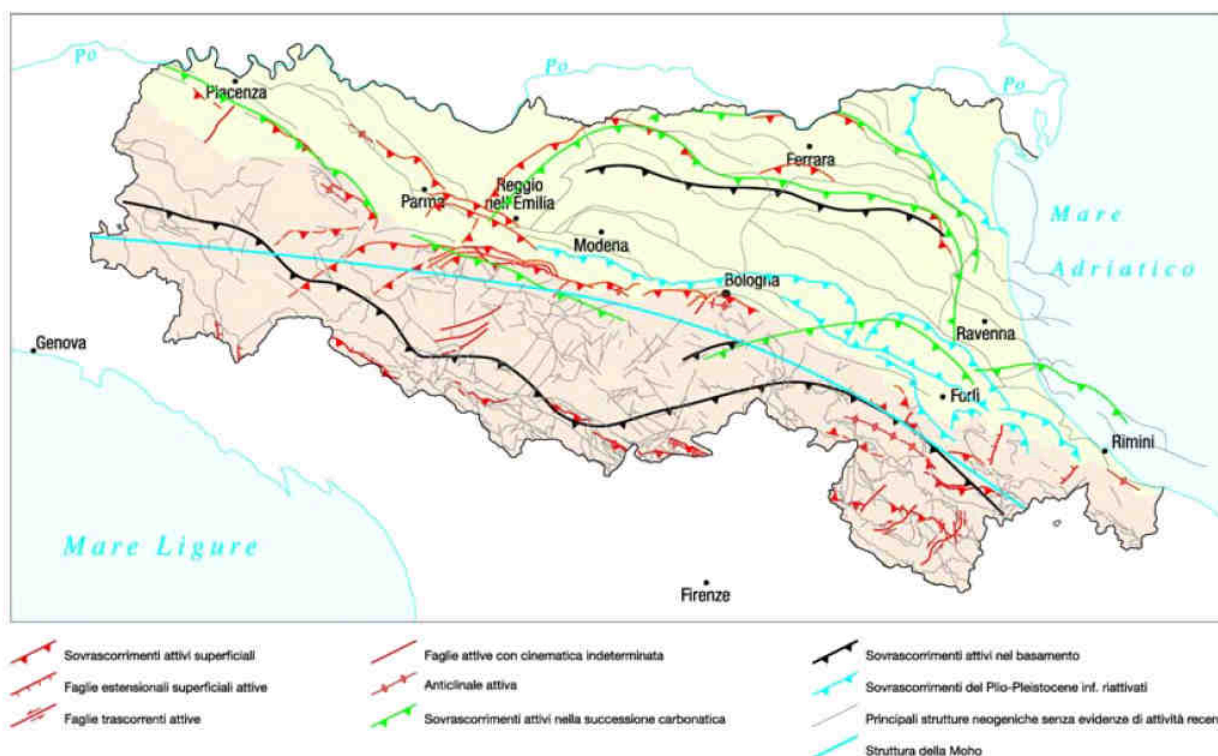 Po
Po
Po
Piacenza
Ferrara
Parma
Reggio
nell'Emilia
Modena
Mare
Adriatico
Bologna
Ravenna
Genova
Forlì
Rimini
Mare Ligure
Firenze
Sovrascorrimenti attivi superficiali
Faglie estensionali superficiali attive
Faglie trascorrenti attive
Faglie attive con cinematica indeterminata
Anticlinale attiva
Sovrascorrimenti attivi nella successione carbonatica
Sovrascorrimenti attivi nel basamento
Sovrascorrimenti del Plio-Pleistocene inf. riattivati
Principali strutture neogeniche senza evidenze di attività recen
Struttura della Moho